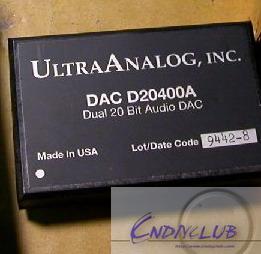 ULTRAANALOG, INC.
DAC D20400A
Dual 20 Bit Audio DAC
Made in USA
Lot/Date Code 9442-8
CNDIYCLUB